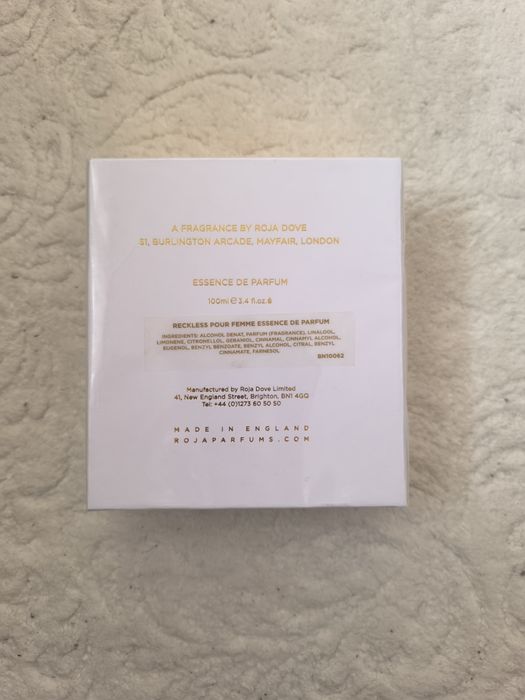 A FRAGRANCE BY ROJA DOVE
51, BURLINGTON ARCADE, MAYFAIR, LONDON
ESSENCE DE PARFUM
100ml ℮ 3.4 fl.oz.
RECKLESS POUR FEMME ESSENCE DE PARFUM
INGREDIENTS: ALCOHOL DENAT, PARFUM (FRAGRANCE), LINALOOL,
LIMONENE, CITRONELLOL, GERANIOL, CINNAMAL, CINNAMYL ALCOHOL,
EUGENOL, BENZYL BENZOATE, BENZYL ALCOHOL, CITRAL, BENZYL
CINNAMATE, FARNESOL
BN10062
Manufactured by Roja Dove Limited
41, New England Street, Brighton, BN1 4GQ
Tel: +44 (0)1273 60 50 50
MADE IN ENGLAND
ROJAPARFUMS.COM